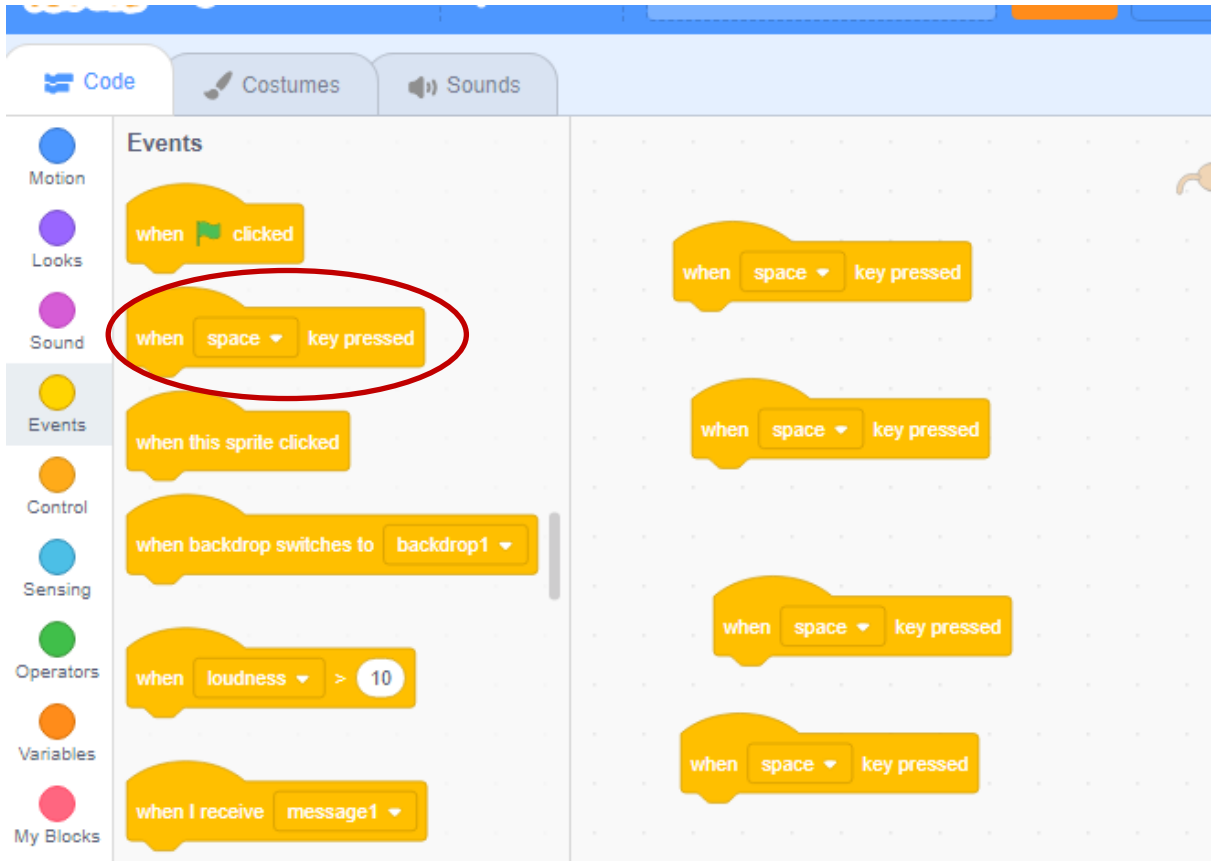 Code
Costumes
Sounds
Motion
Looks
Sound
Events
Control
Sensing
Operators
Variables
My Blocks
Events
when clicked
when space key pressed
when this sprite clicked
when backdrop switches to backdrop1
when loudness > 10
when I receive message1
when space key pressed
when space key pressed
when space key pressed
when space key pressed